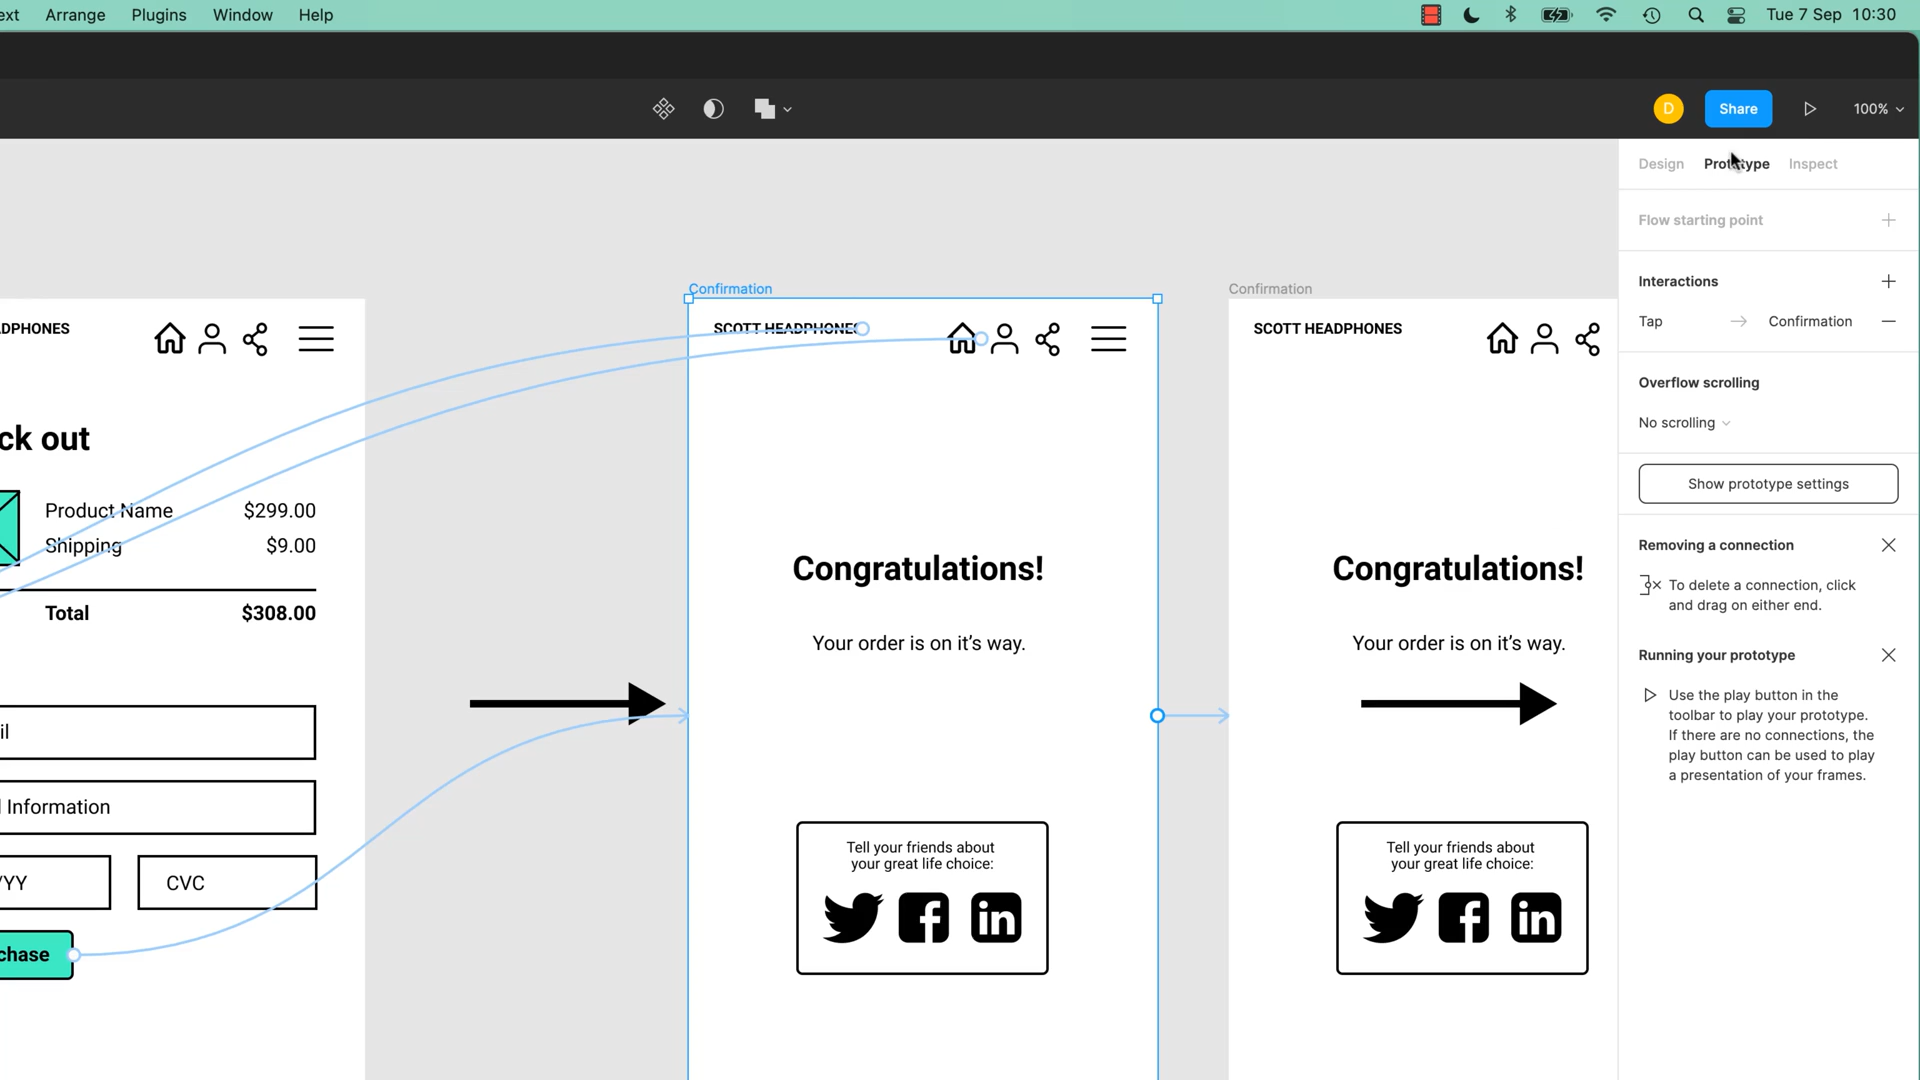 ext Arrange Plugins Window Help Tue 7 Sep 10:30
D Share 100%
Design Prototype Inspect
Flow starting point
Interactions
Tap Confirmation
Overflow scrolling
No scrolling
Show prototype settings
Removing a connection
To delete a connection, click
and drag on either end.
Running your prototype
Use the play button in the
toolbar to play your prototype.
If there are no connections, the
play button can be used to play
a presentation of your frames.
DPHONES
ck out
Product Name $299.00
Shipping $9.00
Total $308.00
il
l Information
/YY CVC
chase
Confirmation
SCOTT HEADPHONES
Congratulations!
Your order is on it’s way.
Tell your friends about
your great life choice:
in
Confirmation
SCOTT HEADPHONES
Congratulations!
Your order is on it’s way.
Tell your friends about
your great life choice:
in